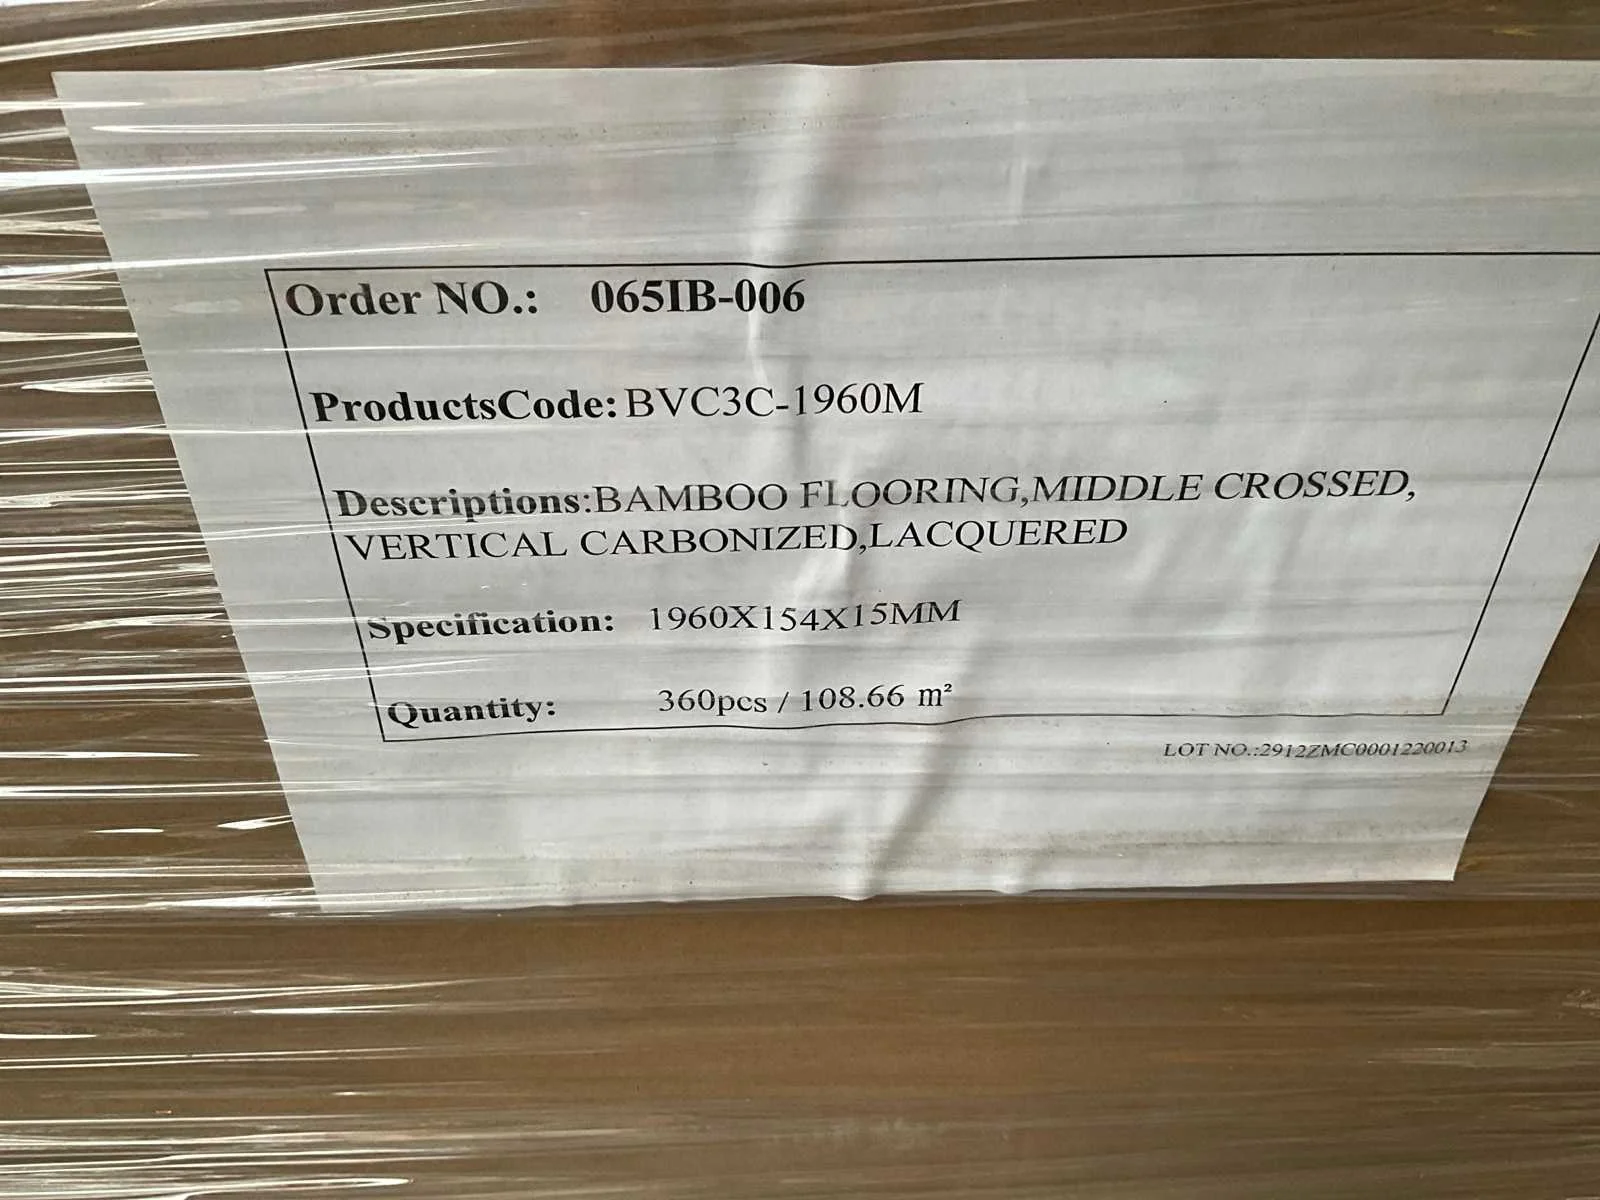 Order NO.: 065IB-006
ProductsCode: BVC3C-1960M
Descriptions:BAMBOO FLOORING,MIDDLE CROSSED,
VERTICAL CARBONIZED,LACQUERED
Specification: 1960X154X15MM
Quantity: 360pcs / 108.66 m²
LOT NO.:2912ZMC0001220013